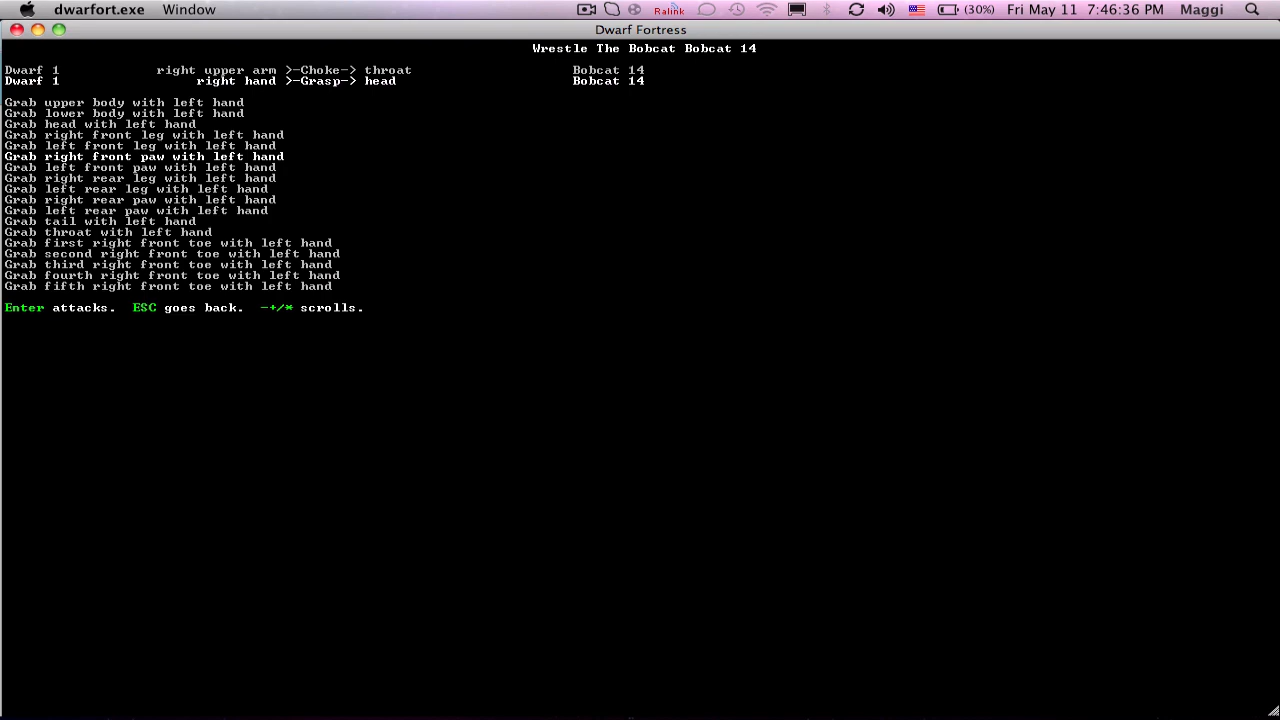 dwarfort.exe Window Ralink (30%) Fri May 11 7:46:36 PM Maggi
Dwarf Fortress
Wrestle The Bobcat Bobcat 14
Dwarf 1 right upper arm >-Choke-> throat Bobcat 14
Dwarf 1 right hand >-Grasp-> head Bobcat 14
Grab upper body with left hand
Grab lower body with left hand
Grab head with left hand
Grab right front leg with left hand
Grab left front leg with left hand
Grab right front paw with left hand
Grab left front paw with left hand
Grab right rear leg with left hand
Grab left rear leg with left hand
Grab right rear paw with left hand
Grab left rear paw with left hand
Grab tail with left hand
Grab throat with left hand
Grab first right front toe with left hand
Grab second right front toe with left hand
Grab third right front toe with left hand
Grab fourth right front toe with left hand
Grab fifth right front toe with left hand
Enter attacks. ESC goes back. -+/* scrolls.